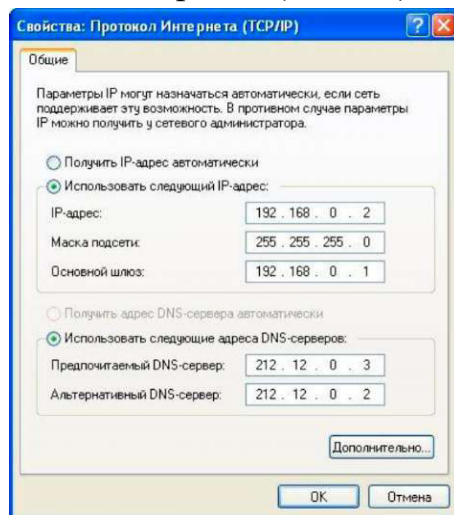 Свойства: Протокол Интернета (TCP/IP)
Общие
Параметры IP могут назначаться автоматически, если сеть
поддерживает эту возможность. В противном случае параметры
IP можно получить у сетевого администратора.
Получить IP-адрес автоматически
Использовать следующий IP-адрес:
IP-адрес: 192 . 168 . 0 . 2
Маска подсети: 255 . 255 . 255 . 0
Основной шлюз: 192 . 168 . 0 . 1
Получить адрес DNS-сервера автоматически
Использовать следующие адреса DNS-серверов:
Предпочитаемый DNS-сервер: 212 . 12 . 0 . 3
Альтернативный DNS-сервер: 212 . 12 . 0 . 2
Дополнительно...
OK Отмена